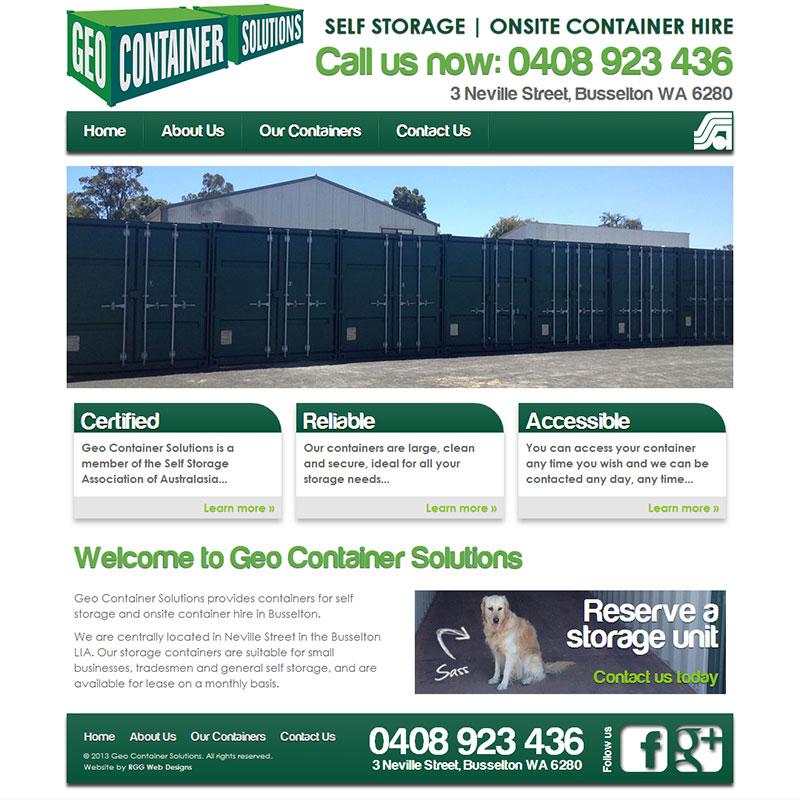 GEO CONTAINER SOLUTIONS
SELF STORAGE | ONSITE CONTAINER HIRE
Call us now: 0408 923 436
3 Neville Street, Busselton WA 6280
Home About Us Our Containers Contact Us
Certified
Geo Container Solutions is a
member of the Self Storage
Association of Australasia...
Learn more »
Reliable
Our containers are large, clean
and secure, ideal for all your
storage needs...
Learn more »
Accessible
You can access your container
any time you wish and we can be
contacted any day, any time...
Learn more »
Welcome to Geo Container Solutions
Geo Container Solutions provides containers for self
storage and onsite container hire in Busselton.
We are centrally located in Neville Street in the Busselton
LIA. Our storage containers are suitable for small
businesses, tradesmen and general self storage, and are
available for lease on a monthly basis.
Sass
Reserve a
storage unit
Contact us today
Home About Us Our Containers Contact Us
© 2013 Geo Container Solutions. All rights reserved.
Website by RGG Web Designs
0408 923 436
3 Neville Street, Busselton WA 6280
Follow us
f
g+